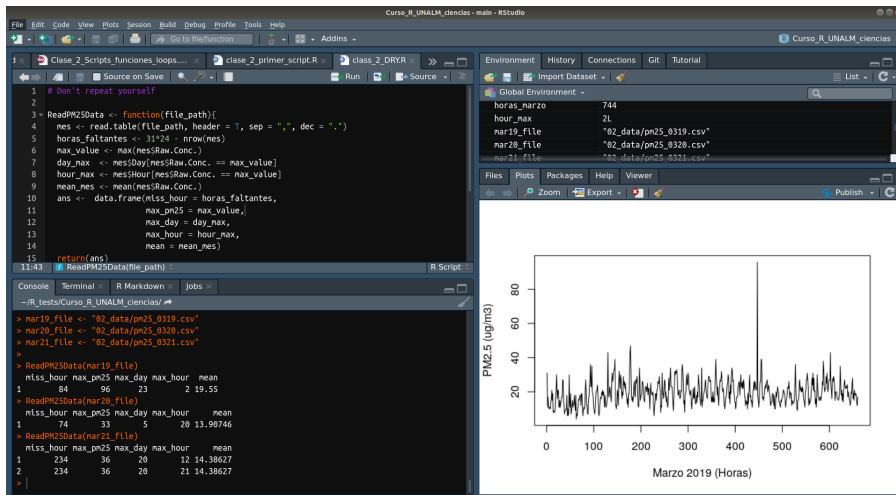 Curso_R_UNALM_ciencias - main - RStudio
File Edit Code View Plots Session Build Debug Profile Tools Help
Go to file/function
Addins
Curso_R_UNALM_ciencias
Clase_2_Scripts_funciones_loops....
class_2_primer_script.R
class_2_DRY.R
Source on Save
Run
Source
1 # Don't repeat yourself
2
3 ReadPM25Data <- function(file_path){
4 mes <- read.table(file_path, header = T, sep = ",", dec = ".")
5 horas_faltantes <- 31*24 - nrow(mes)
6 max_value <- max(mes$Raw.Conc.)
7 day_max <- mes$Day[mes$Raw.Conc. == max_value]
8 hour_max <- mes$Hour[mes$Raw.Conc. == max_value]
9 mean_mes <- mean(mes$Raw.Conc.)
10 ans <- data.frame(miss_hour = horas_faltantes,
11 max_pm25 = max_value,
12 max_day = day_max,
13 max_hour = hour_max,
14 mean = mean_mes)
15 return(ans)
11:43 ReadPM25Data(file_path) R Script
Console Terminal R Markdown Jobs
~/R_tests/Curso_R_UNALM_ciencias/
> mar19_file <- "02_data/pm25_0319.csv"
> mar20_file <- "02_data/pm25_0320.csv"
> mar21_file <- "02_data/pm25_0321.csv"
>
> ReadPM25Data(mar19_file)
miss_hour max_pm25 max_day max_hour mean
1 84 96 23 2 19.55
> ReadPM25Data(mar20_file)
miss_hour max_pm25 max_day max_hour mean
1 74 33 5 20 13.90746
> ReadPM25Data(mar21_file)
miss_hour max_pm25 max_day max_hour mean
1 234 36 20 12 14.38627
2 234 36 20 21 14.38627
>
Environment History Connections Git Tutorial
Import Dataset
List
Global Environment
horas_marzo 744
hour_max 2L
mar19_file "02_data/pm25_0319.csv"
mar20_file "02_data/pm25_0320.csv"
mar21_file "02_data/pm25_0321.csv"
Files Plots Packages Help Viewer
Zoom Export Publish
PM2.5 (ug/m3)
80
60
40
20
0 100 200 300 400 500 600
Marzo 2019 (Horas)